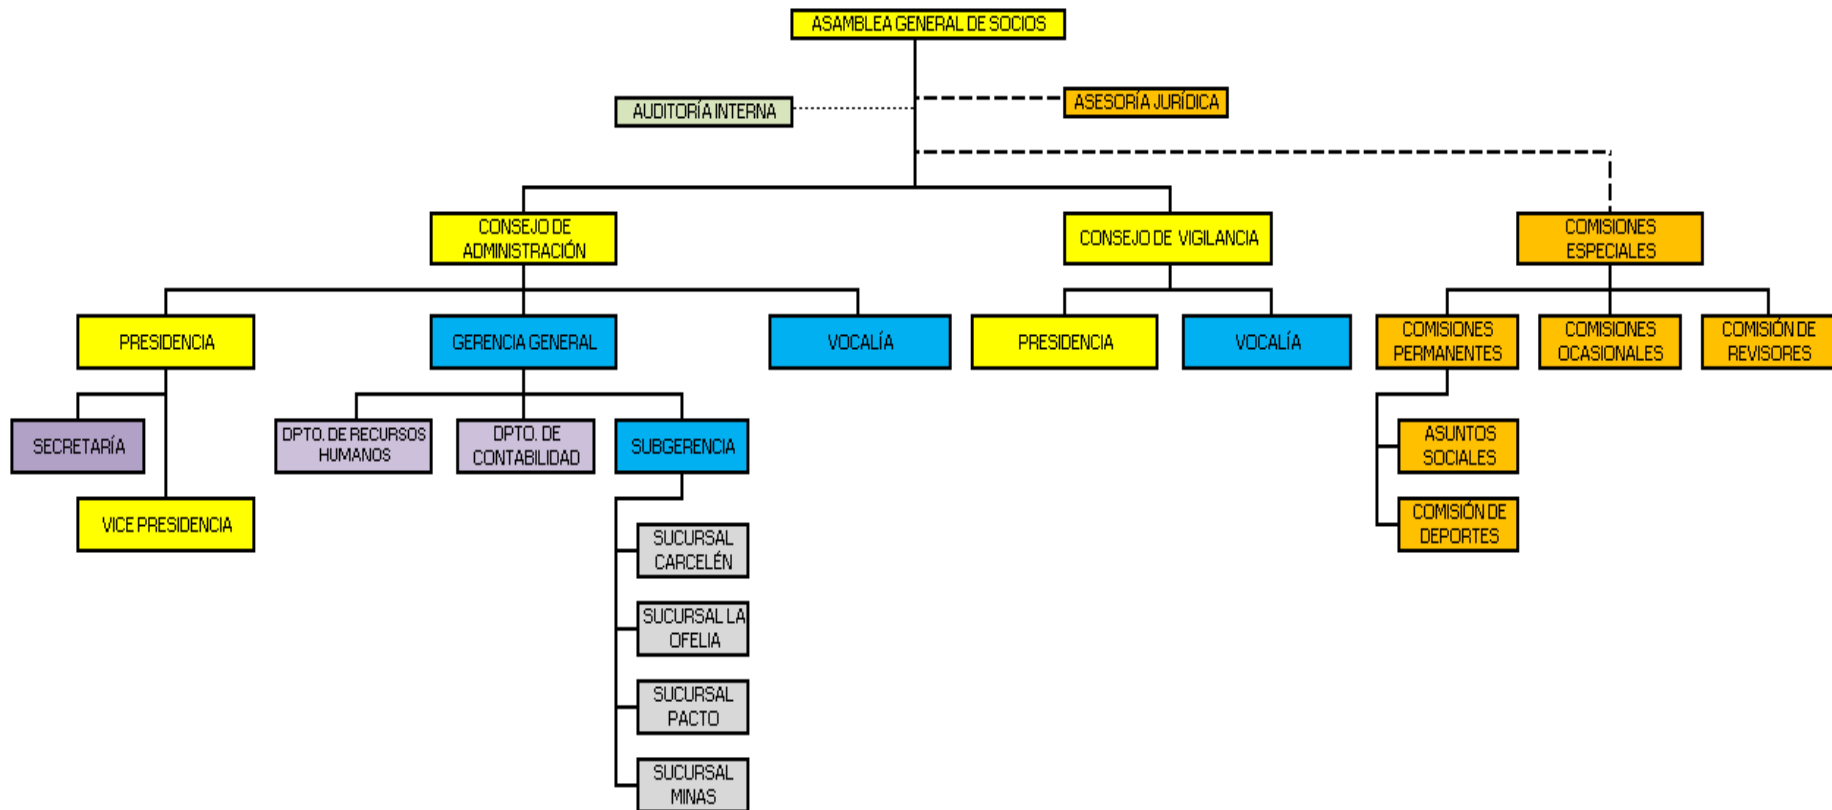 ASAMBLEA GENERAL DE SOCIOS
AUDITORÍA INTERNA
ASESORÍA JURÍDICA
CONSEJO DE
ADMINISTRACIÓN
CONSEJO DE VIGILANCIA
COMISIONES
ESPECIALES
PRESIDENCIA
GERENCIA GENERAL
VOCALÍA
PRESIDENCIA
VOCALÍA
COMISIONES
PERMANENTES
COMISIONES
OCASIONALES
COMISIÓN DE
REVISORES
SECRETARÍA
DPTO. DE RECURSOS
HUMANOS
DPTO. DE
CONTABILIDAD
SUBGERENCIA
ASUNTOS
SOCIALES
VICE PRESIDENCIA
COMISIÓN DE
DEPORTES
SUCURSAL
CARCELÉN
SUCURSAL LA
OFELIA
SUCURSAL
PACTO
SUCURSAL
MINAS